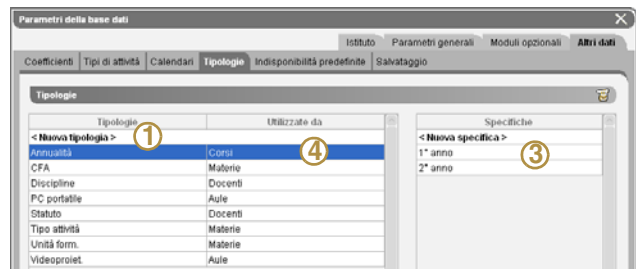 Parametri della base dati
Istituto Parametri generali Moduli opzionali Altri dati
Coefficienti Tipi di attività Calendari Tipologie Indisponibilità predefinite Salvataggio
Tipologie
Tipologie Utilizzate da Specifiche
< Nuova tipologia > 1 < Nuova specifica >
Annualità Corsi 4 1° anno 3
CFA Materie 2° anno
Discipline Docenti
PC portatile Aule
Statuto Docenti
Tipo attività Materie
Unità form. Materie
Videoproiet. Aule